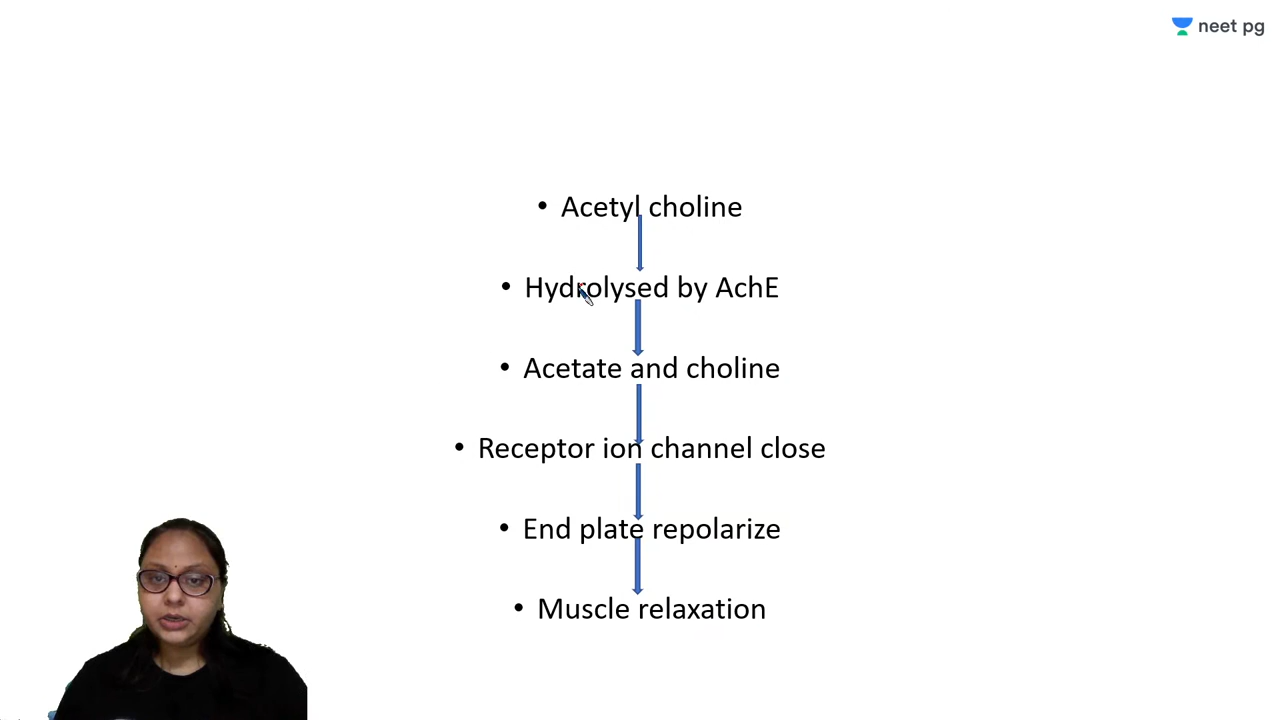 neet pg
• Acetyl choline
• Hydrolysed by AchE
• Acetate and choline
• Receptor ion channel close
• End plate repolarize
• Muscle relaxation